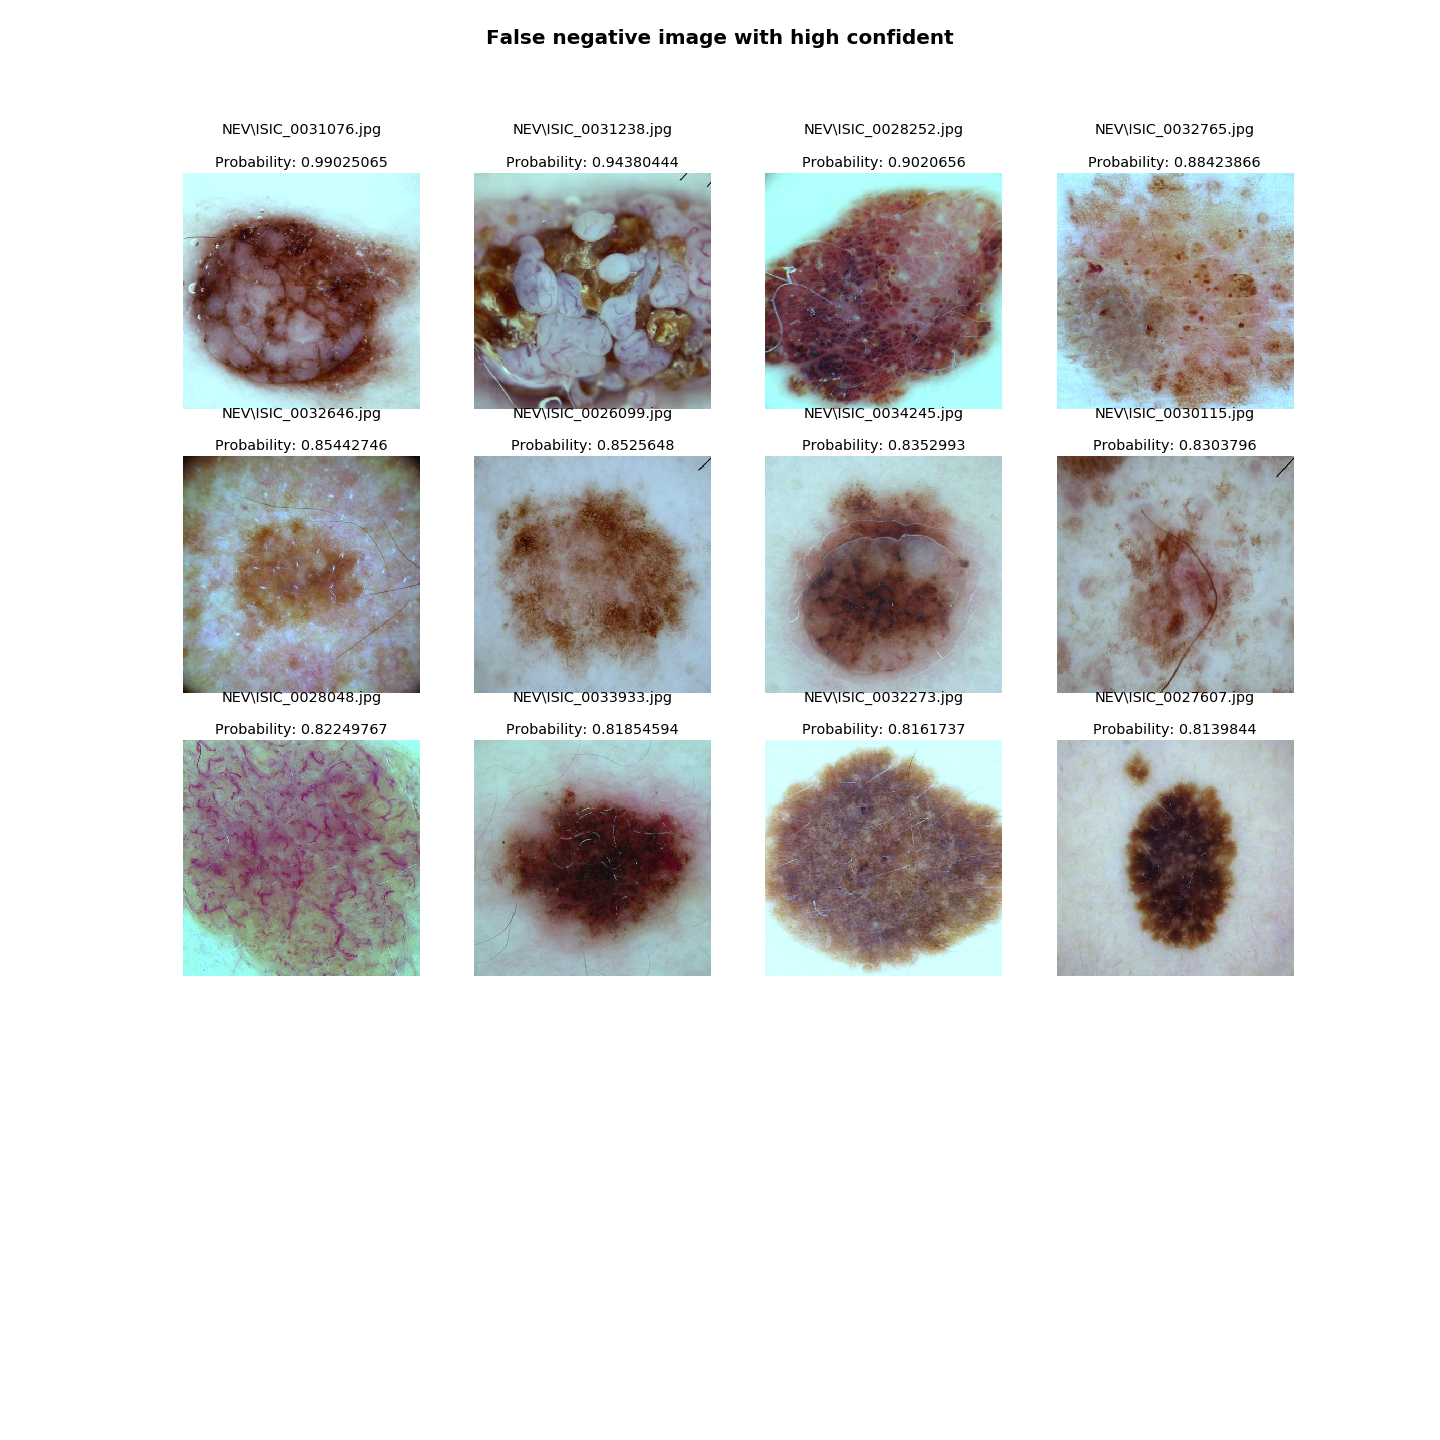 False negative image with high confident
NEV\ISIC_0031076.jpg
Probability: 0.99025065
NEV\ISIC_0031238.jpg
Probability: 0.94380444
NEV\ISIC_0028252.jpg
Probability: 0.9020656
NEV\ISIC_0032765.jpg
Probability: 0.88423866
NEV\ISIC_0032646.jpg
Probability: 0.85442746
NEV\ISIC_0026099.jpg
Probability: 0.8525648
NEV\ISIC_0034245.jpg
Probability: 0.8352993
NEV\ISIC_0030115.jpg
Probability: 0.8303796
NEV\ISIC_0028048.jpg
Probability: 0.82249767
NEV\ISIC_0033933.jpg
Probability: 0.81854594
NEV\ISIC_0032273.jpg
Probability: 0.8161737
NEV\ISIC_0027607.jpg
Probability: 0.8139844